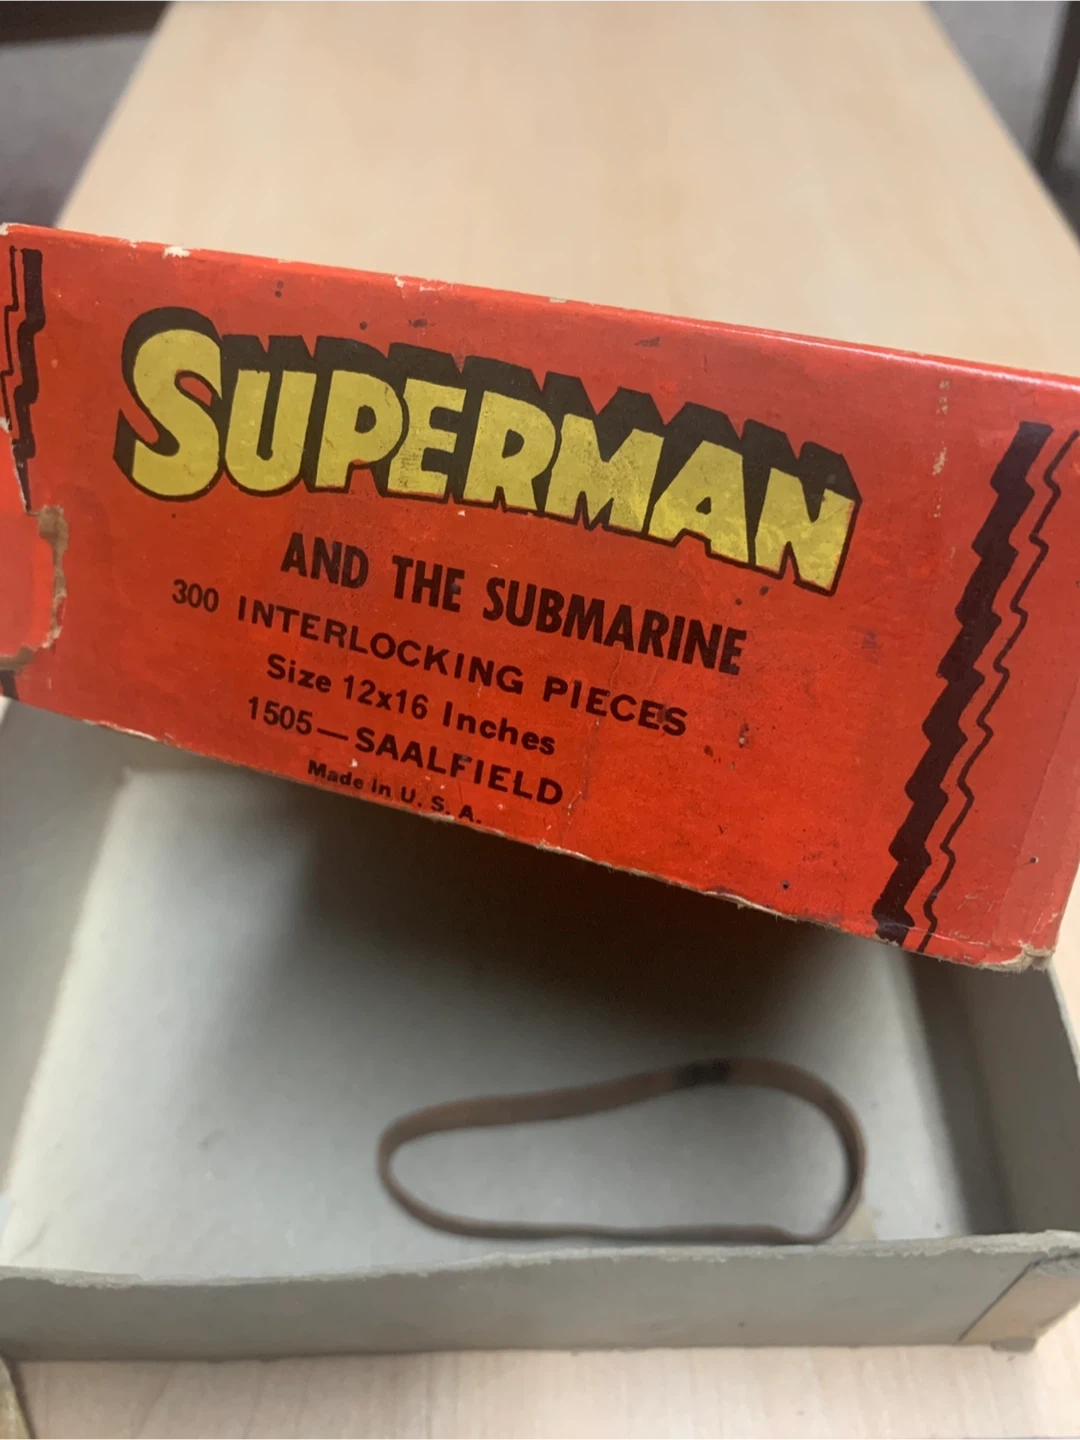 SUPERMAN
AND THE SUBMARINE
300 INTERLOCKING PIECES
Size 12x16 Inches
1505—SAALFIELD
Made in U. S. A.